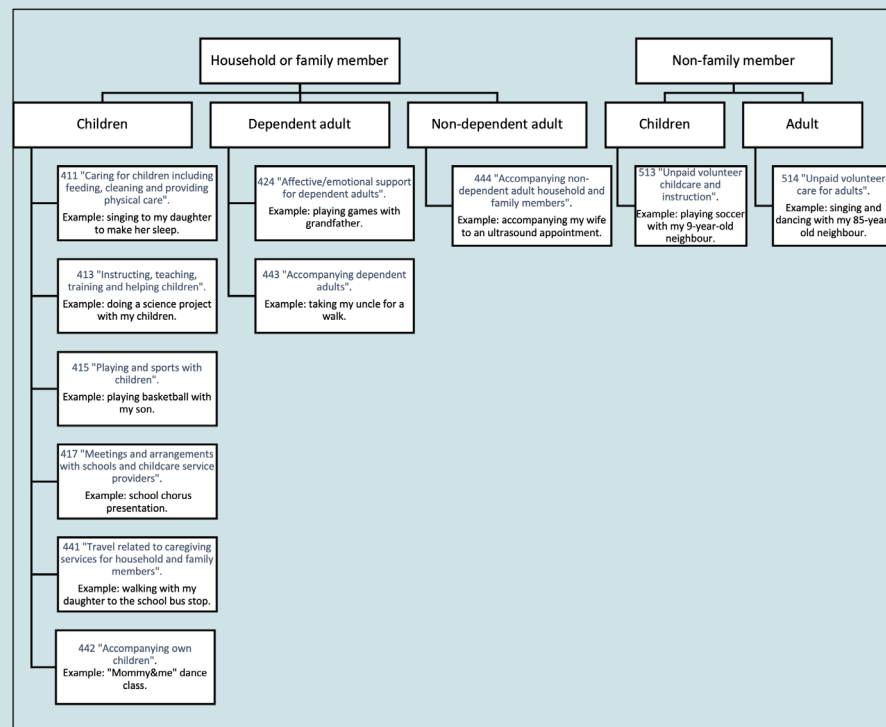 Household or family member
Non-family member
Children
Dependent adult
Non-dependent adult
Children
Adult
411 "Caring for children including
feeding, cleaning and providing
physical care".
Example: singing to my daughter
to make her sleep.
413 "Instructing, teaching,
training and helping children".
Example: doing a science project
with my children.
415 "Playing and sports with
children".
Example: playing basketball with
my son.
417 "Meetings and arrangements
with schools and childcare service
providers".
Example: school chorus
presentation.
441 "Travel related to caregiving
services for household and family
members".
Example: walking with my
daughter to the school bus stop.
442 "Accompanying own
children".
Example: "Mommy&me" dance
class.
424 "Affective/emotional support
for dependent adults".
Example: playing games with
grandfather.
443 "Accompanying dependent
adults".
Example: taking my uncle for a
walk.
444 "Accompanying non-
dependent adult household and
family members".
Example: accompanying my wife
to an ultrasound appointment.
513 "Unpaid volunteer
childcare and
instruction".
Example: playing soccer
with my 9-year-old
neighbour.
514 "Unpaid volunteer
care for adults".
Example: singing and
dancing with my 85-year-
old neighbour.